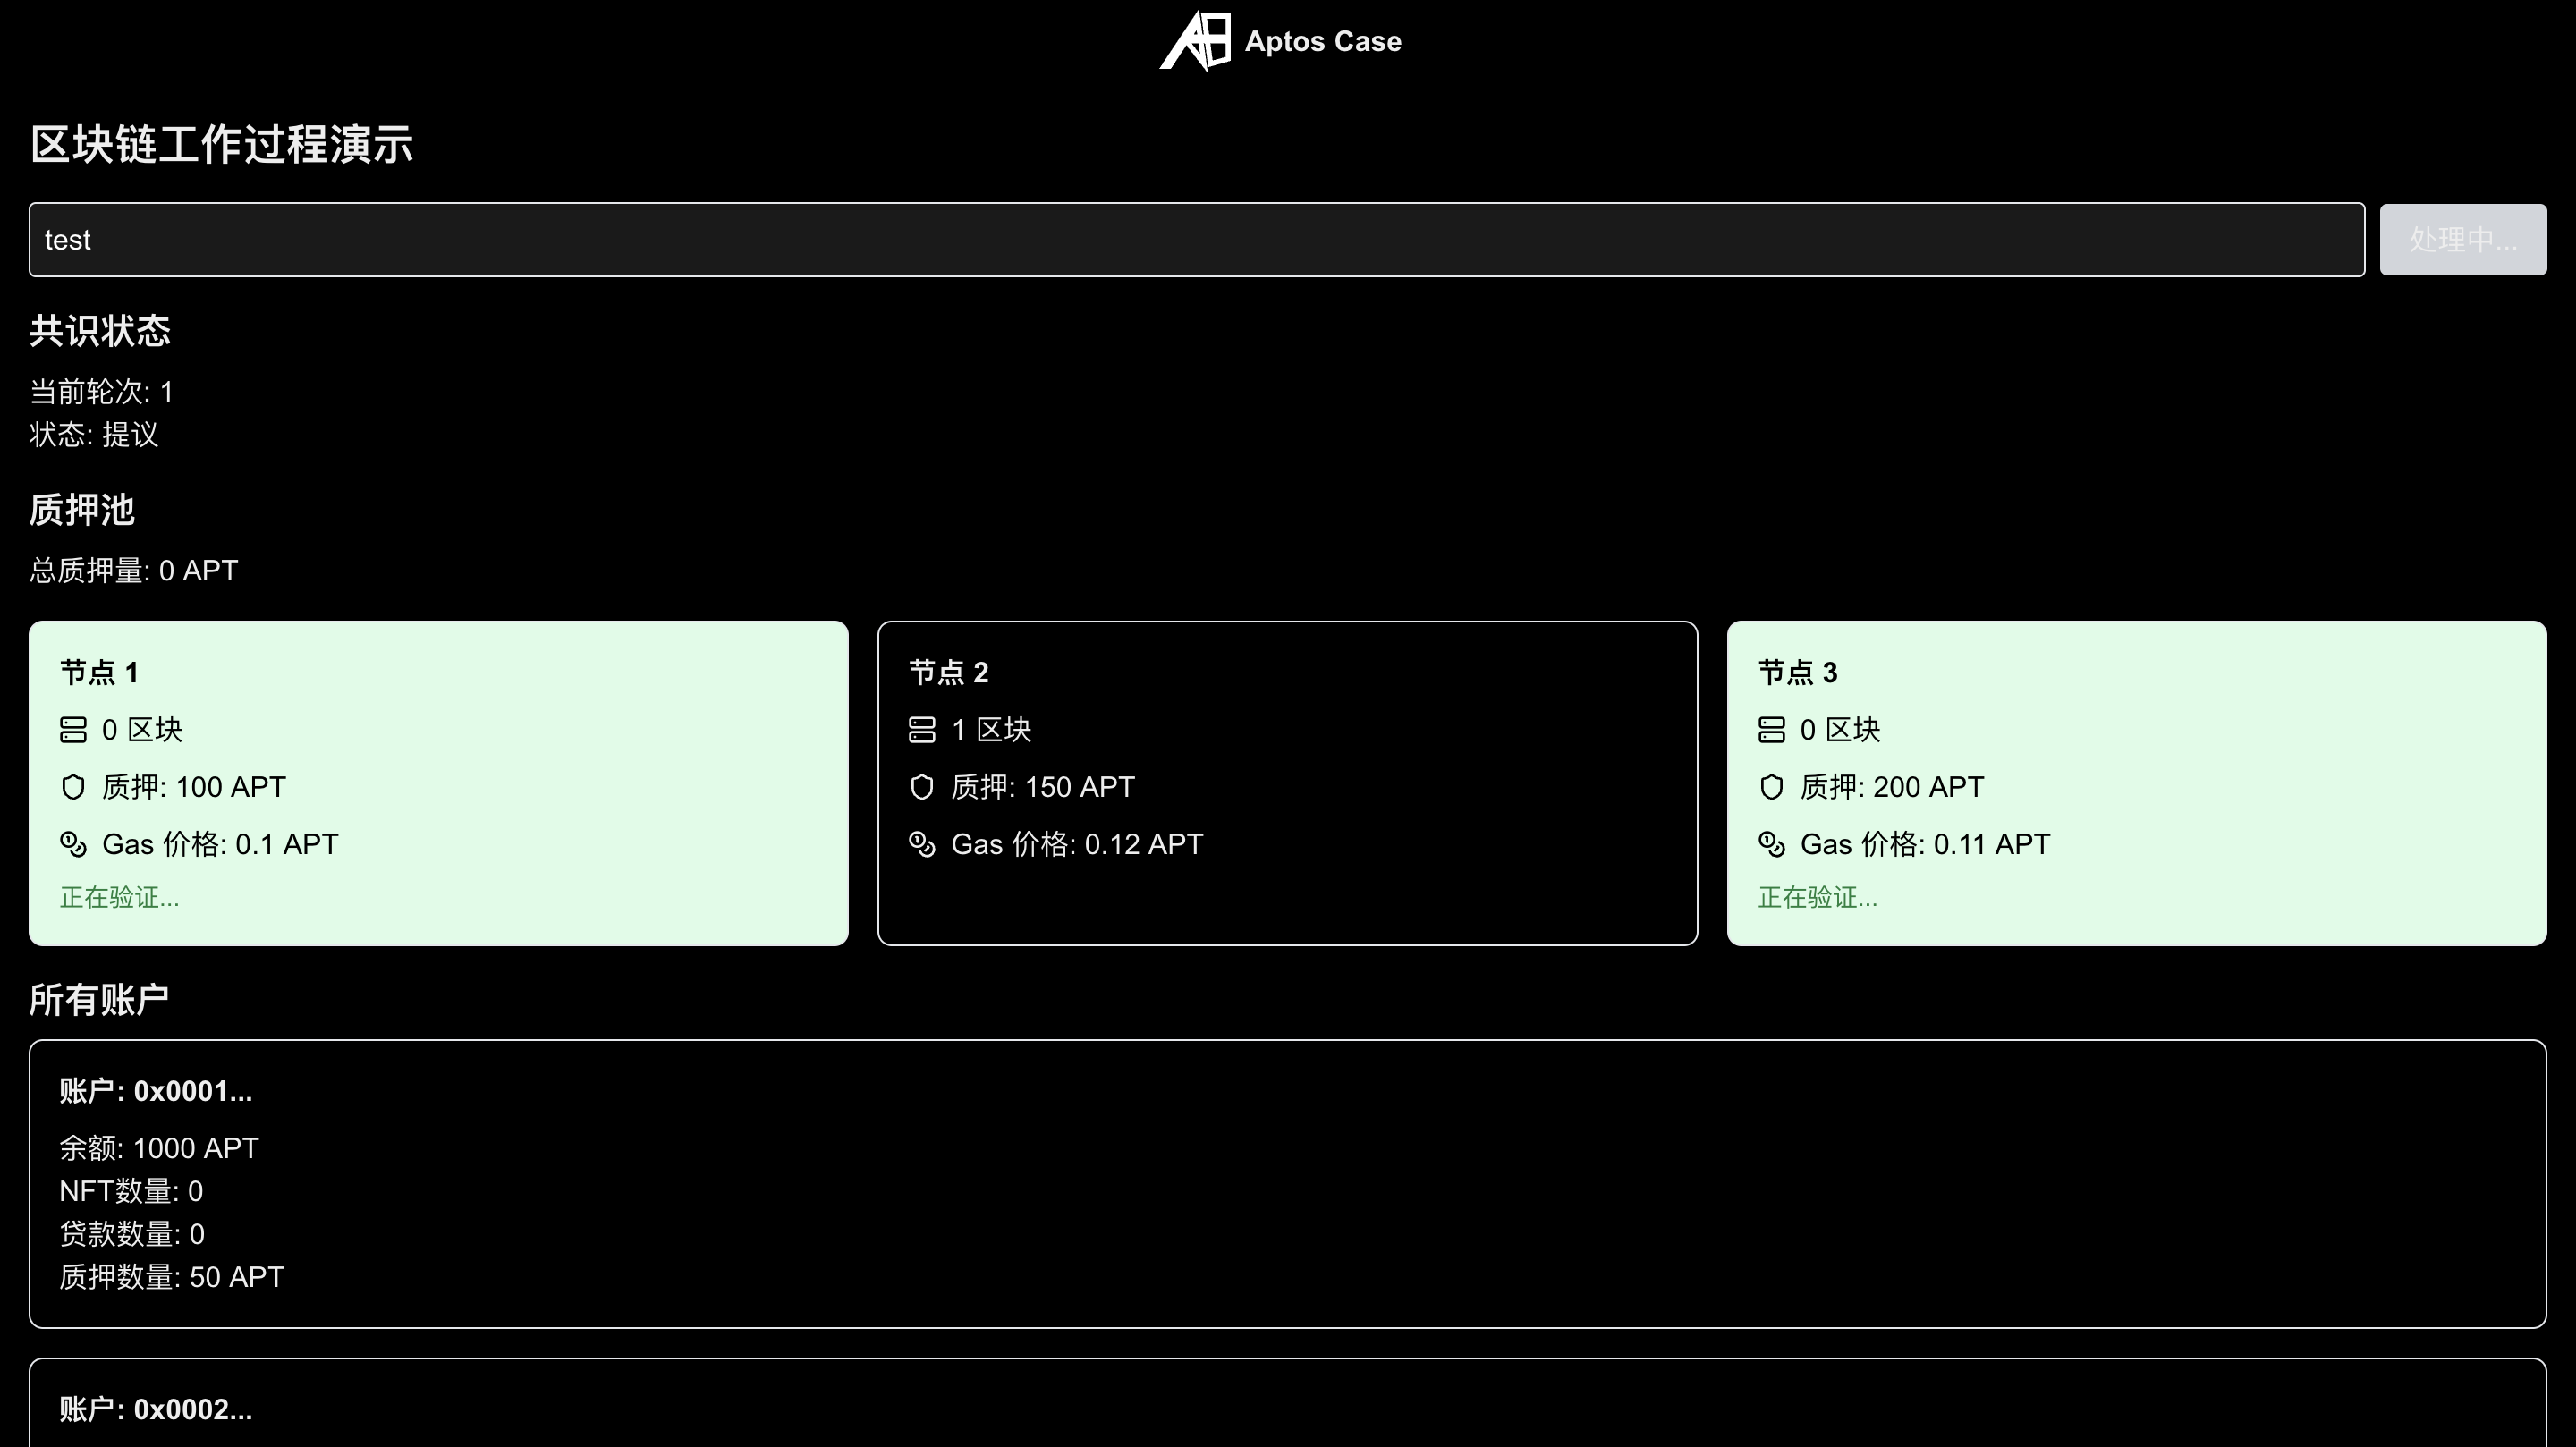 Aptos Case
区块链工作过程演示
test
处理中...
共识状态
当前轮次: 1
状态: 提议
质押池
总质押量: 0 APT
节点 1
0 区块
质押: 100 APT
Gas 价格: 0.1 APT
正在验证...
节点 2
1 区块
质押: 150 APT
Gas 价格: 0.12 APT
节点 3
0 区块
质押: 200 APT
Gas 价格: 0.11 APT
正在验证...
所有账户
账户: 0x0001...
余额: 1000 APT
NFT数量: 0
贷款数量: 0
质押数量: 50 APT
账户: 0x0002...